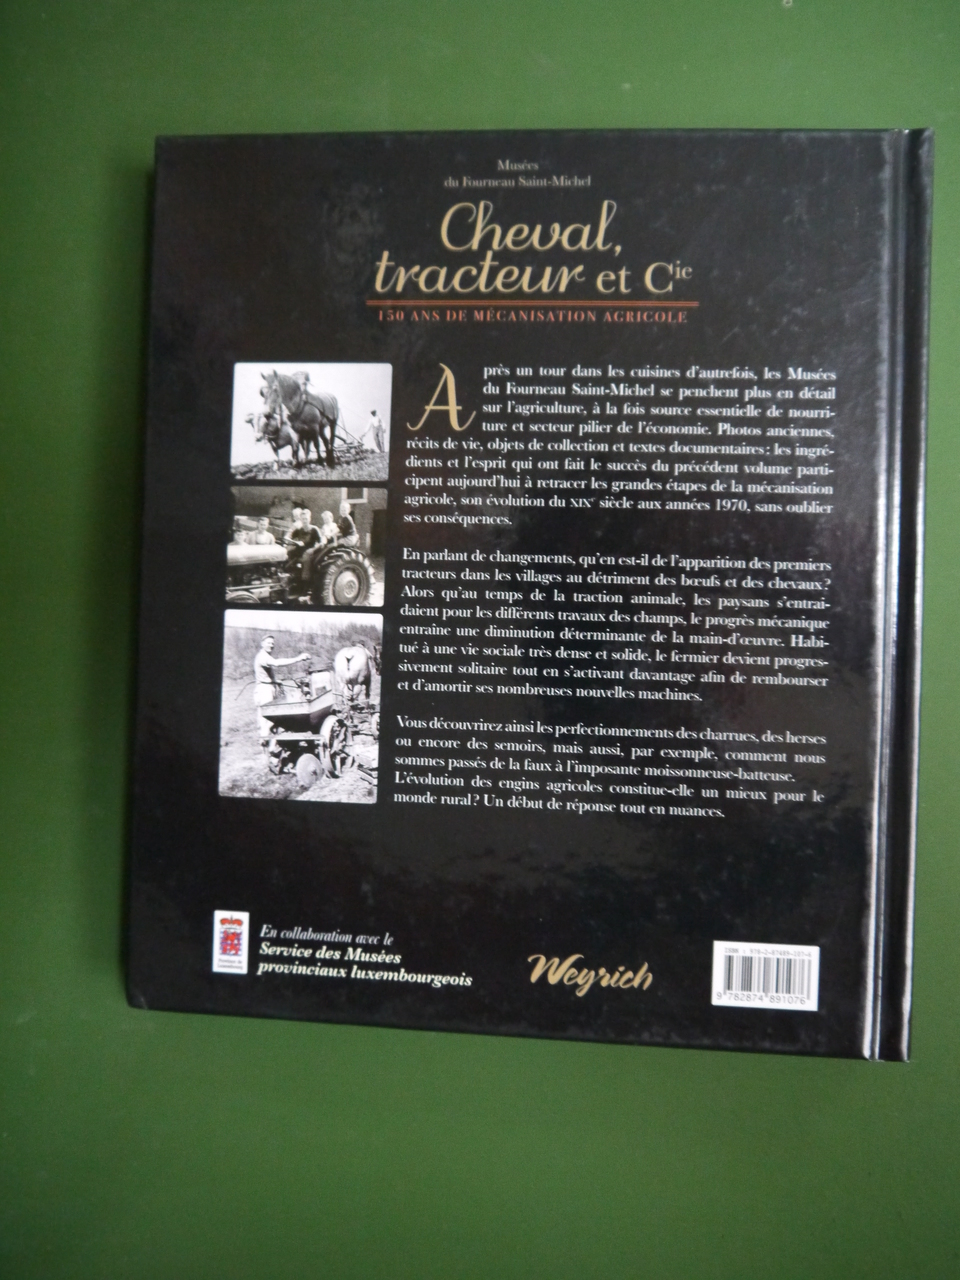 Musées
du Fourneau Saint-Michel
Cheval,
tracteur et Cie
150 ANS DE MÉCANISATION AGRICOLE
Après un tour dans les cuisines d'autrefois, les Musées
du Fourneau Saint-Michel se penchent plus en détail
sur l'agriculture, à la fois source essentielle de nourri-
ture et secteur pilier de l'économie. Photos anciennes,
récits de vie, objets de collection et textes documentaires : les ingré-
dients et l'esprit qui ont fait le succès du précédent volume parti-
cipent aujourd'hui à retracer les grandes étapes de la mécanisation
agricole, son évolution du XIXe siècle aux années 1970, sans oublier
ses conséquences.
En parlant de changements, qu'en est-il de l'apparition des premiers
tracteurs dans les villages au détriment des bœufs et des chevaux ?
Alors qu'au temps de la traction animale, les paysans s'entrai-
daient pour les différents travaux des champs, le progrès mécanique
entraîne une diminution déterminante de la main-d'œuvre. Habi-
tué à une vie sociale très dense et solide, le fermier devient progres-
sivement solitaire tout en s'activant davantage afin de rembourser
et d'amortir ses nombreuses nouvelles machines.
Vous découvrirez ainsi les perfectionnements des charrues, des herses
ou encore des semoirs, mais aussi, par exemple, comment nous
sommes passés de la faux à l'imposante moissonneuse-batteuse.
L'évolution des engins agricoles constitue-elle un mieux pour le
monde rural ? Un début de réponse tout en nuances.
En collaboration avec le
Service des Musées
provinciaux luxembourgeois
Weyrich
9 782874 891076